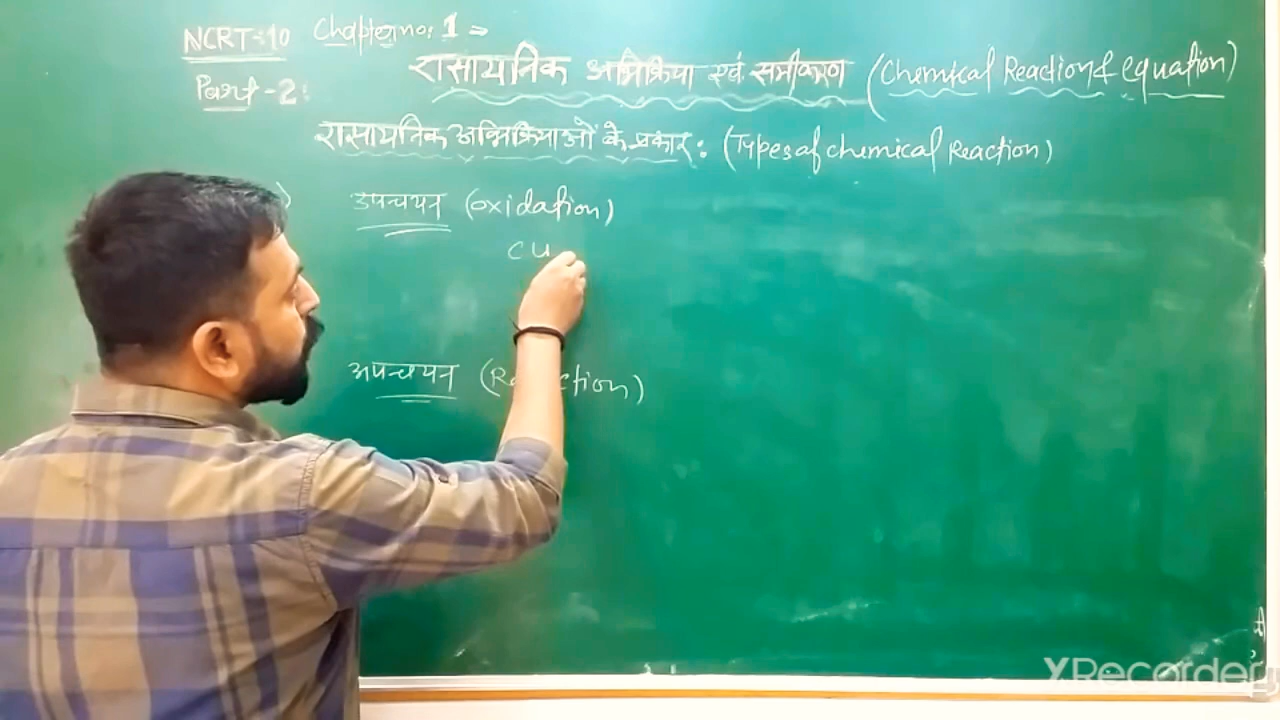 NCRT-10 Chapter no: 1 =
रासायनिक अभिक्रिया एवं समीकरण (Chemical Reaction & equation)
Part-2:
रासायनिक अभिक्रियाओं के प्रकार: (Types of chemical Reaction)
उपचयन (oxidation)
CU
अपचयन (Reduction)
XRecorder